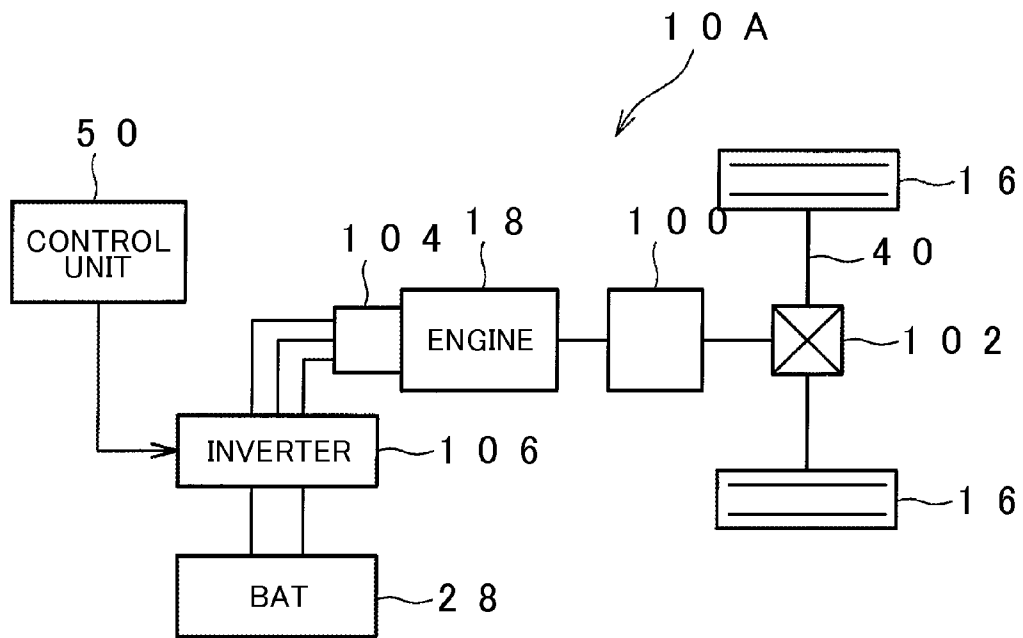 10A
50
16
CONTROL
UNIT
104
18
100
40
ENGINE
102
INVERTER
106
16
BAT
28